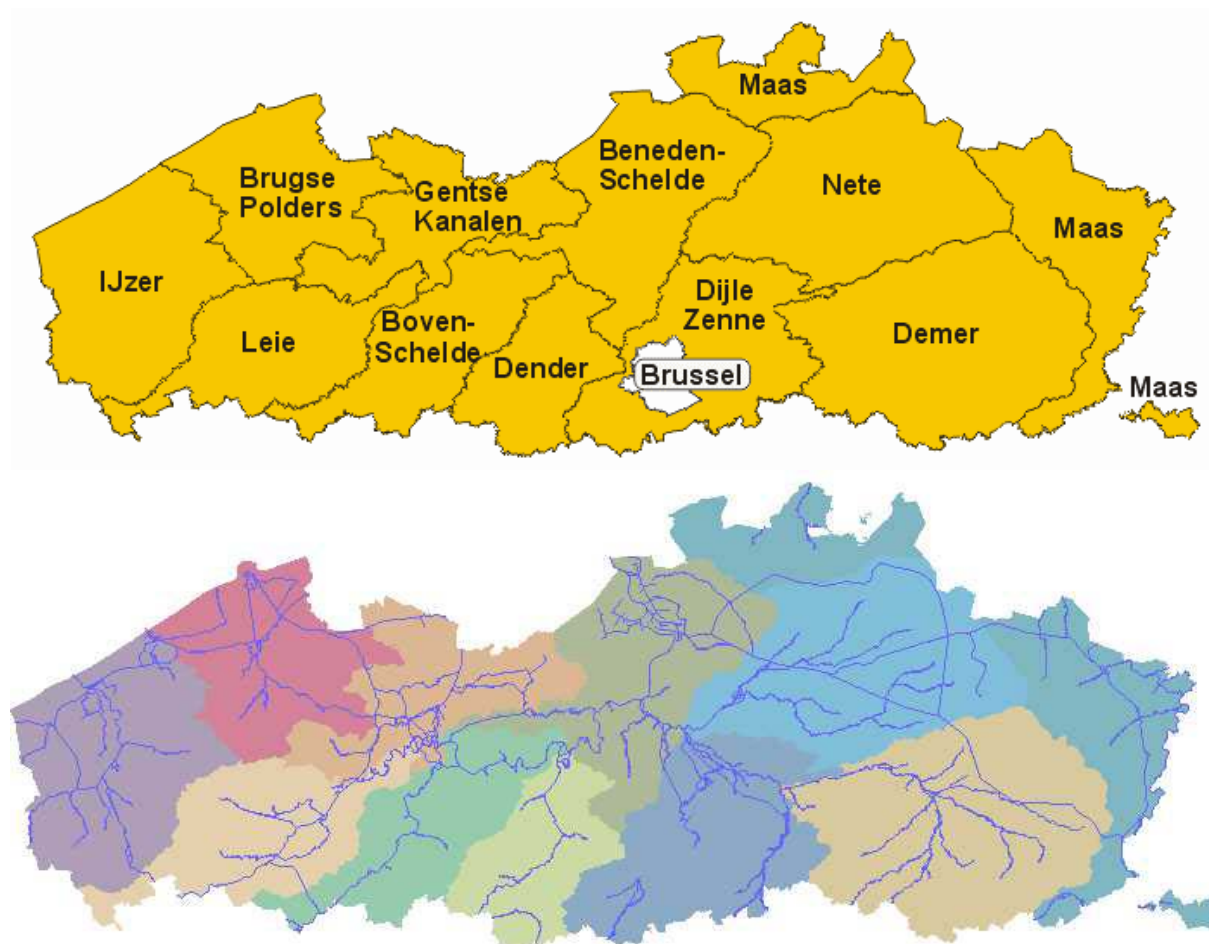 Maas
Beneden-
Schelde
Brugse
Polders
Gentse
Kanalen
Nete
Maas
IJzer
Dijle
Zenne
Boven-
Schelde
Leie
Demer
Dender
Brussel
Maas